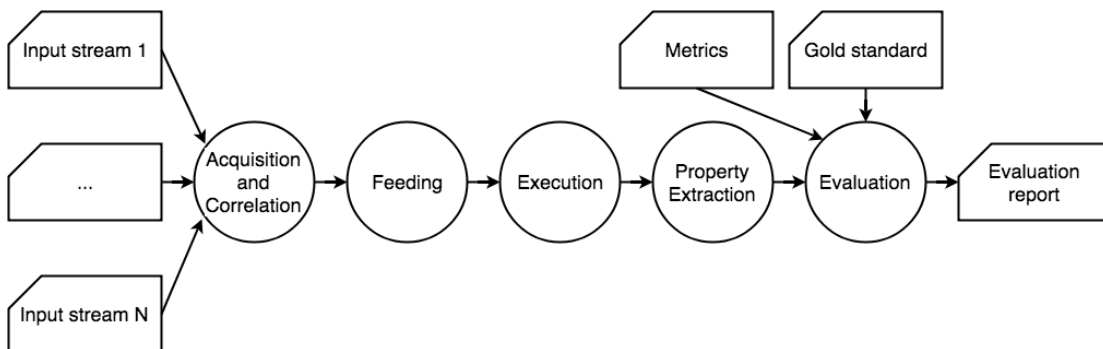 Input stream 1
Metrics
Gold standard
...
Acquisition
and
Correlation
Feeding
Execution
Property
Extraction
Evaluation
Evaluation
report
Input stream N